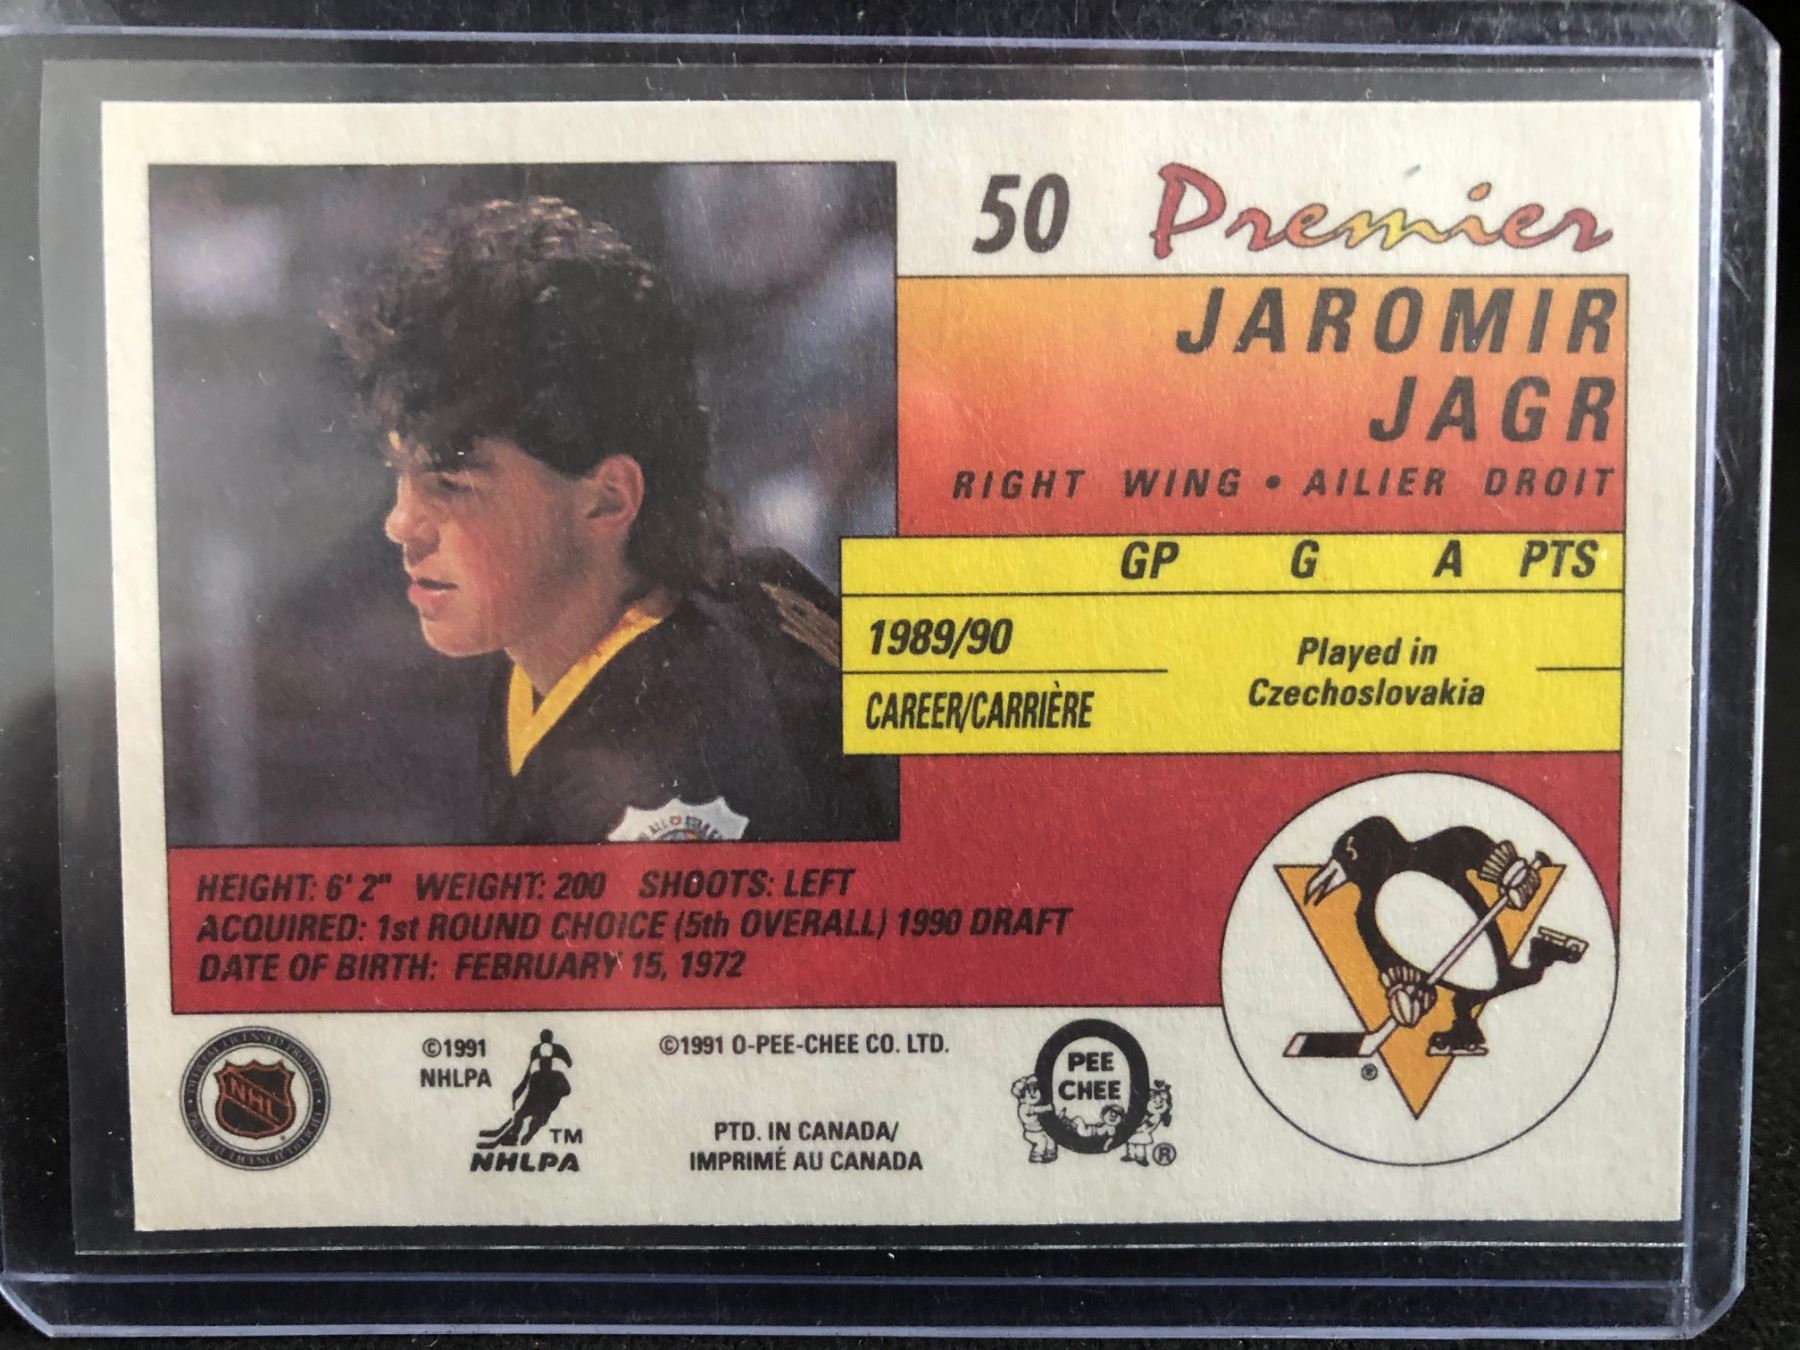 50 Premier
JAROMIR
JAGR
RIGHT WING • AILIER DROIT
GP G A PTS
1989/90
Played in
Czechoslovakia
CAREER/CARRIÈRE
HEIGHT: 6' 2" WEIGHT: 200 SHOOTS: LEFT
ACQUIRED: 1st ROUND CHOICE (5th OVERALL) 1990 DRAFT
DATE OF BIRTH: FEBRUARY 15, 1972
NHL
©1991
NHLPA
TM
NHLPA
©1991 O-PEE-CHEE CO. LTD.
PTD. IN CANADA/
IMPRIMÉ AU CANADA
O
PEE
CHEE
®
®